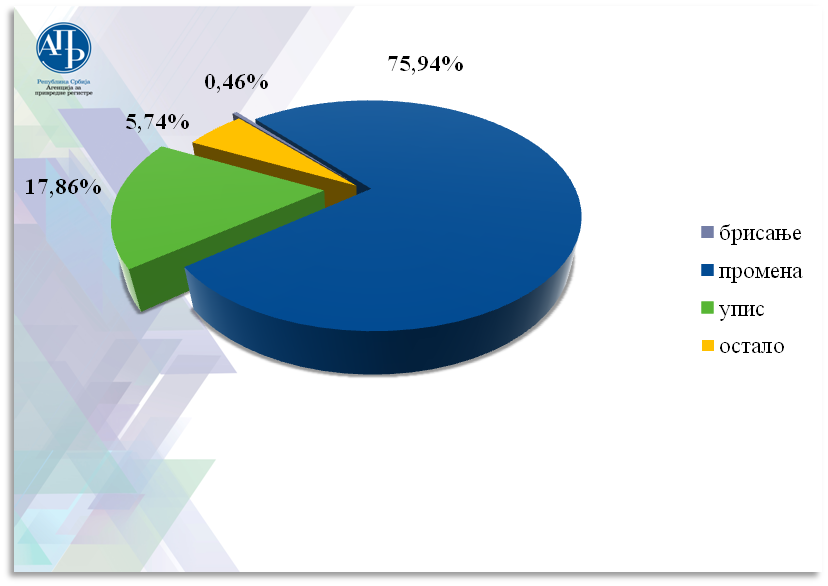 АПР
Република Србија
Агенција за
привредне регистре
75,94%
0,46%
5,74%
17,86%
брисање
промена
упис
остало